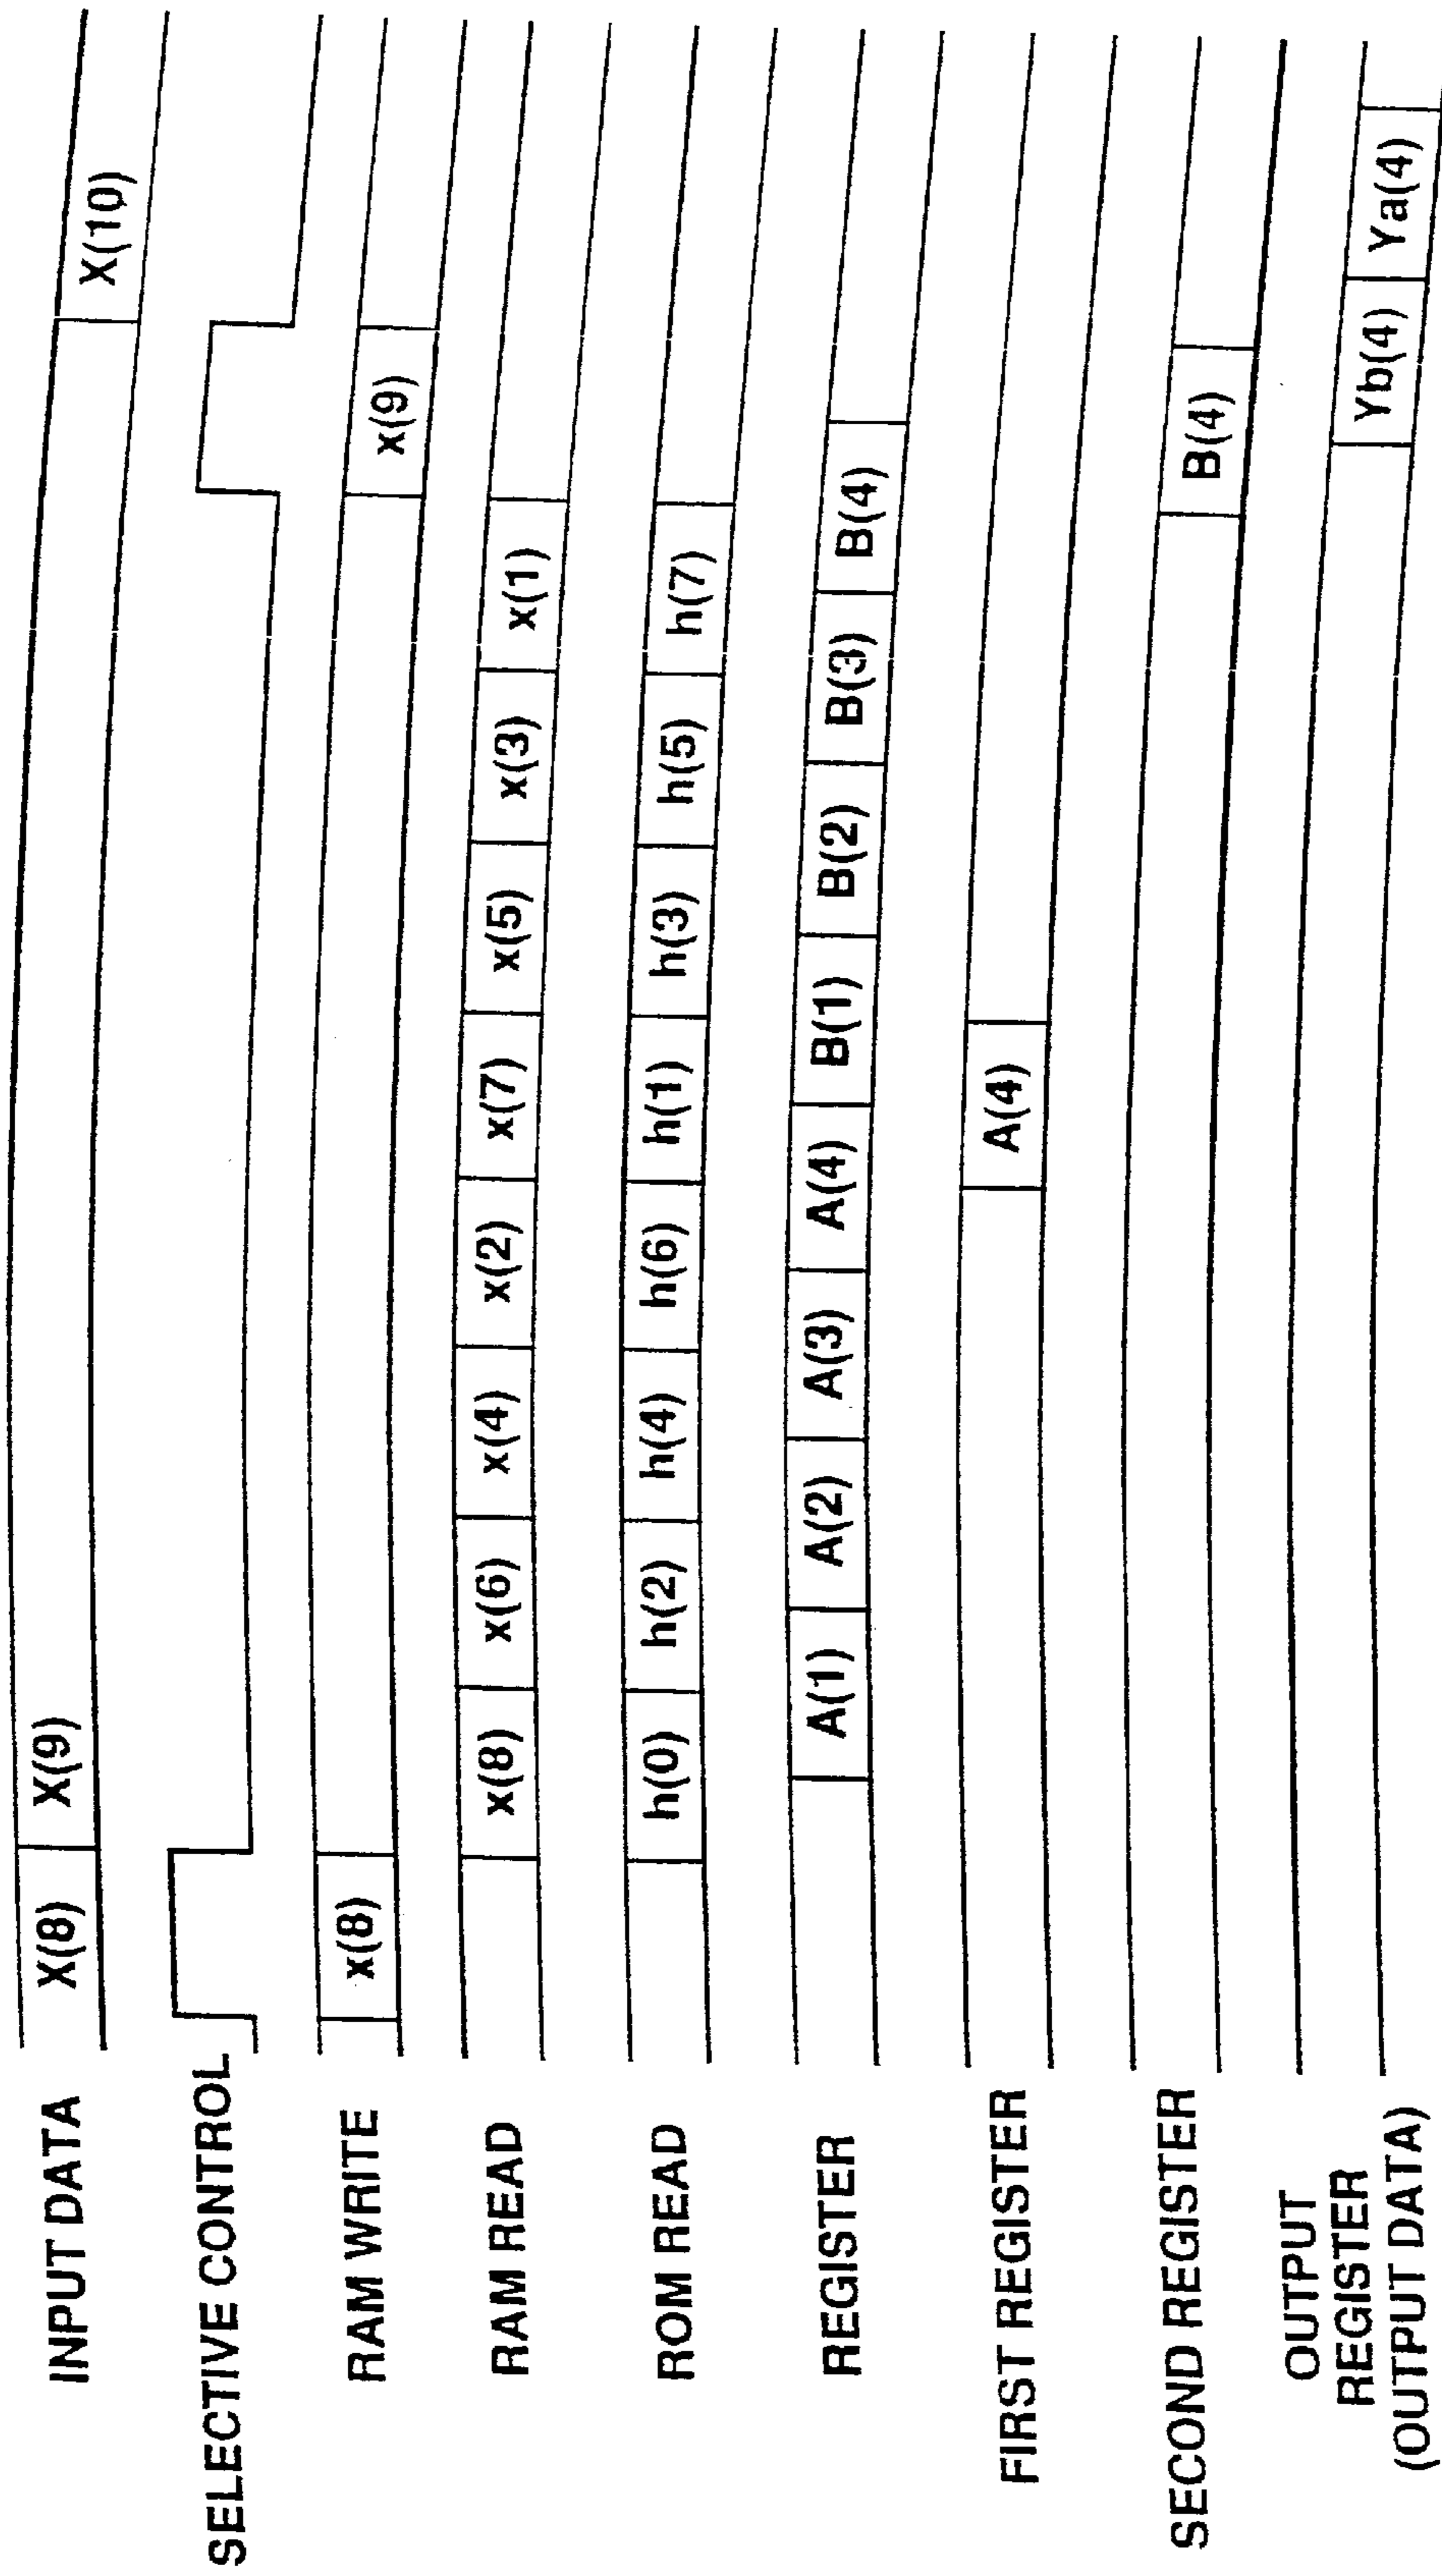 INPUT DATA X(8) X(9) X(10)
SELECTIVE CONTROL
RAM WRITE x(8) x(9)
RAM READ x(8) x(6) x(4) x(2) x(7) x(5) x(3) x(1)
ROM READ h(0) h(2) h(4) h(6) h(1) h(3) h(5) h(7)
REGISTER A(1) A(2) A(3) A(4) B(1) B(2) B(3) B(4)
FIRST REGISTER A(4)
SECOND REGISTER B(4)
OUTPUT
REGISTER
(OUTPUT DATA) Yb(4) Ya(4)